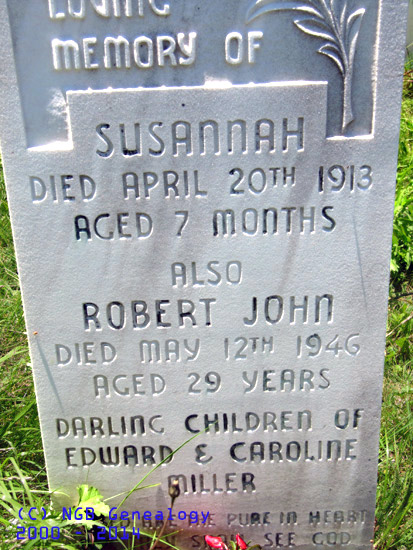 LOVING
MEMORY OF
SUSANNAH
DIED APRIL 20TH 1913
AGED 7 MONTHS
ALSO
ROBERT JOHN
DIED MAY 12TH 1946
AGED 29 YEARS
DARLING CHILDREN OF
EDWARD & CAROLINE
MILLER
PURE IN HEART
SEE GOD
(C) NGB Genealogy
2000 - 2014